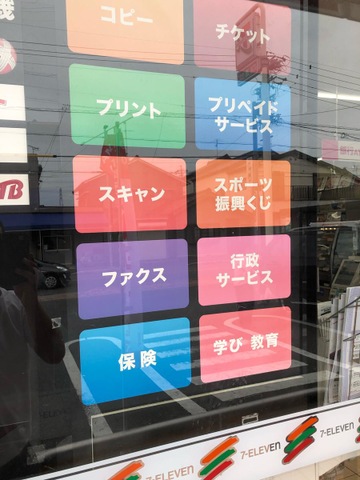 コピー
チケット
プリント
プリペイド
サービス
スキャン
スポーツ
振興くじ
ファクス
行政
サービス
保険
学び 教育
7-ELEVEN
7-ELEVEN
7-ELEVEN